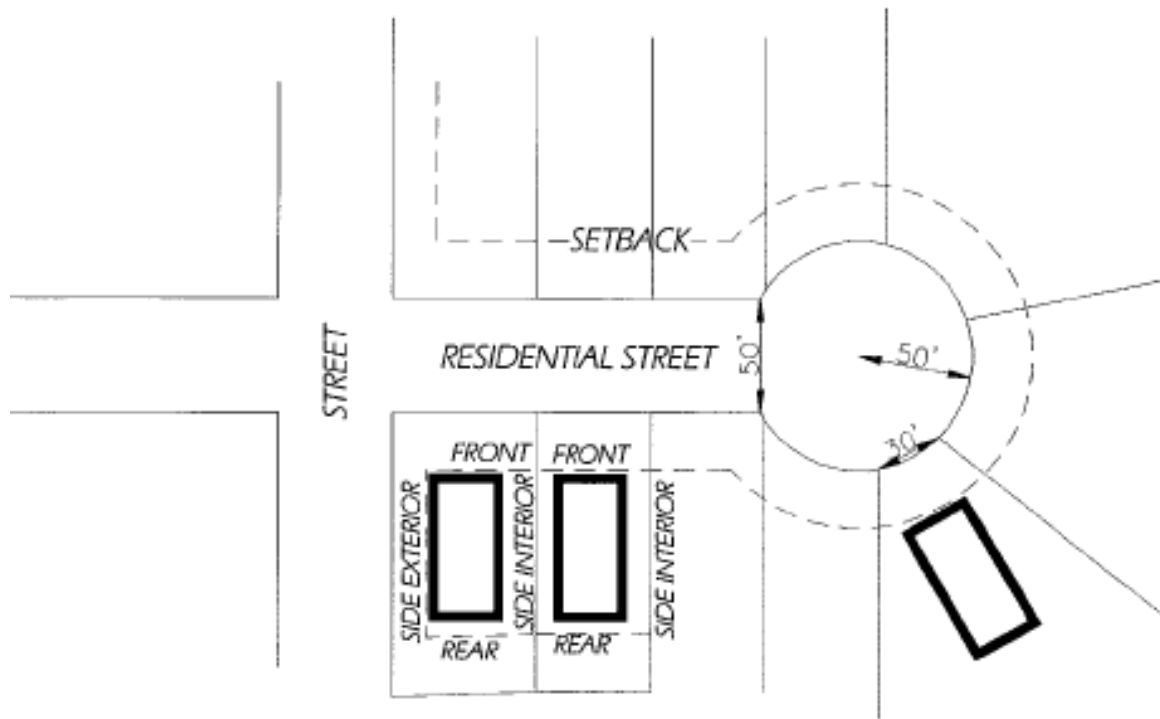 SETBACK
STREET
RESIDENTIAL STREET
50'
50'
30'
FRONT
FRONT
SIDE EXTERIOR
SIDE INTERIOR
SIDE INTERIOR
REAR
REAR